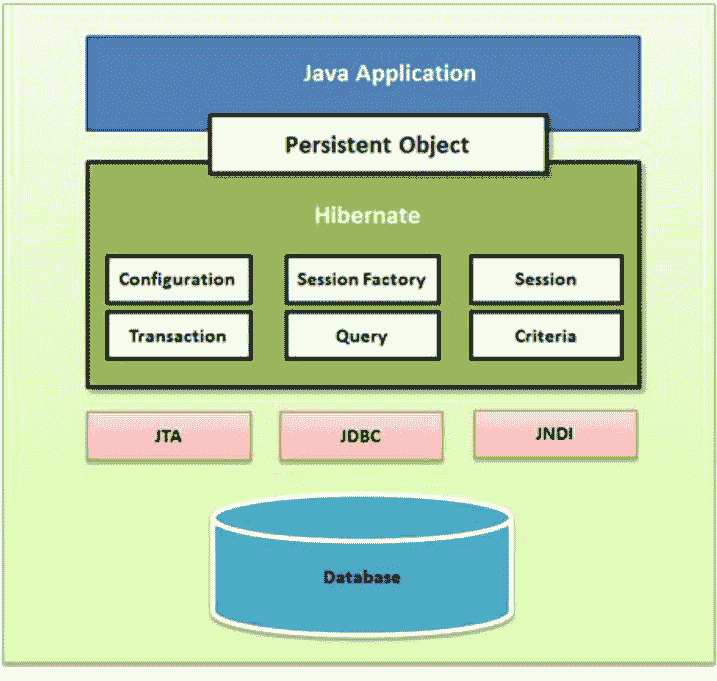 Java Application
Persistent Object
Hibernate
Configuration
Session Factory
Session
Transaction
Query
Criteria
JTA
JDBC
JNDI
Database